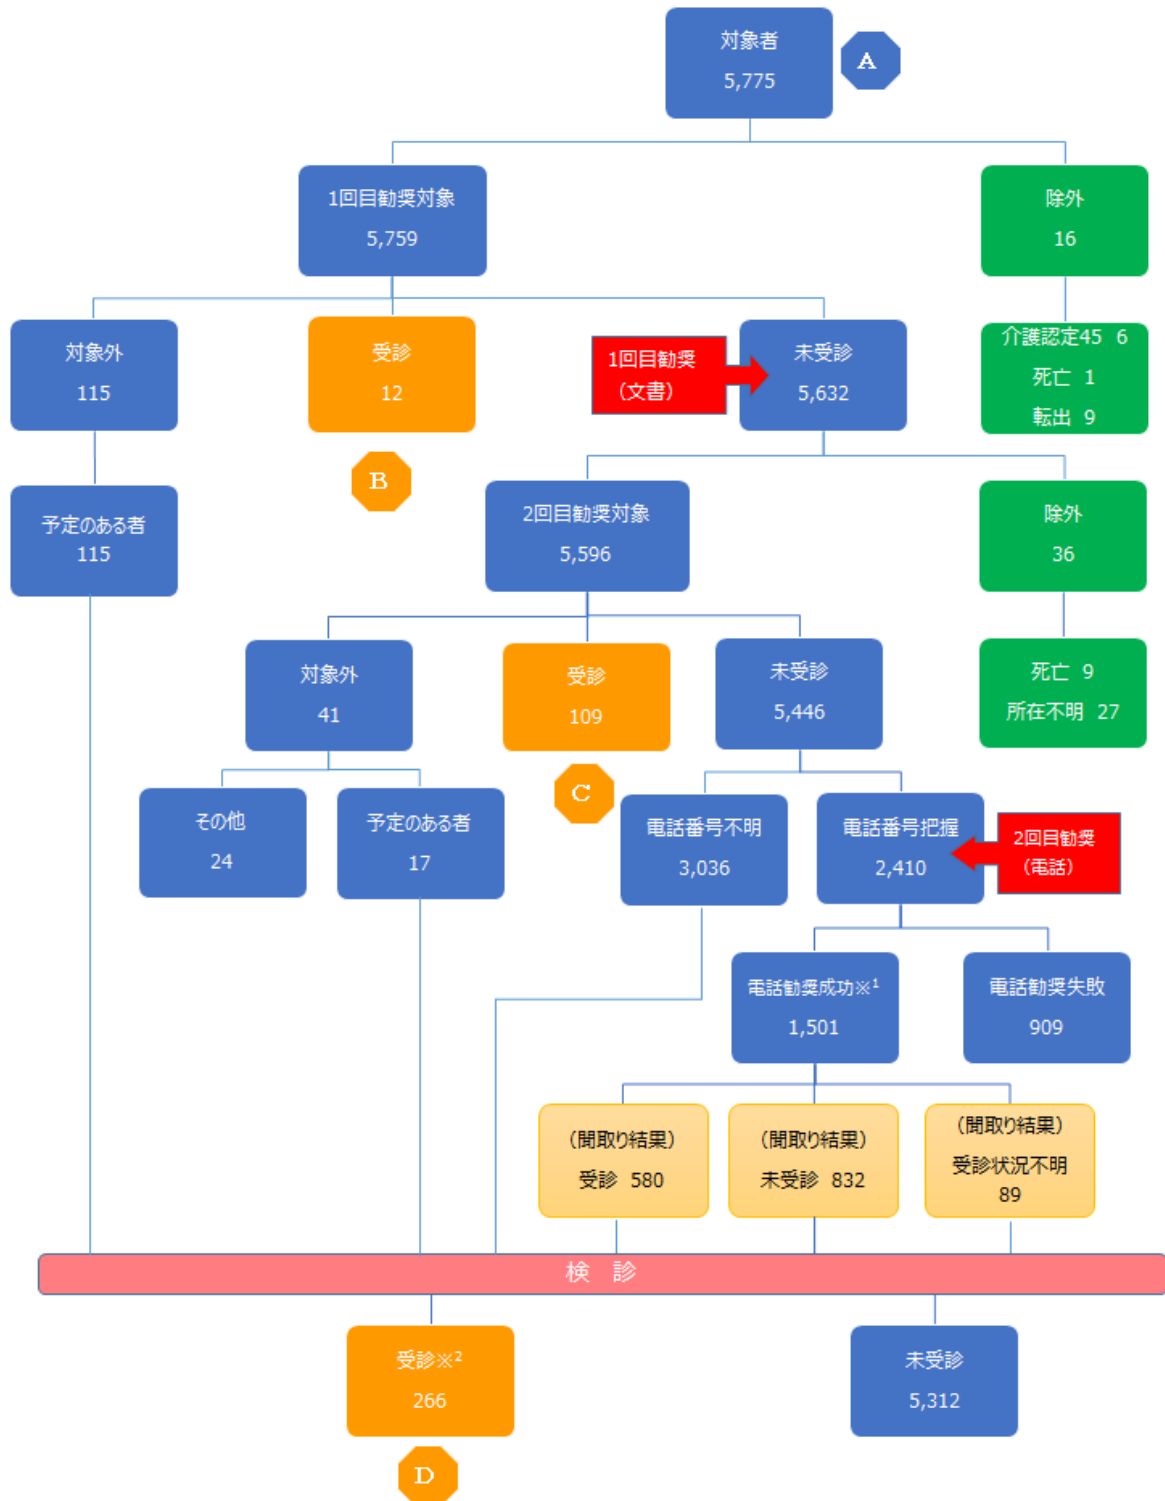 対象者
5,775
A
1回目勧奨対象
5,759
除外
16
対象外
115
受診
12
B
1回目勧奨
（文書）
未受診
5,632
介護認定45 6
死亡 1
転出 9
予定のある者
115
2回目勧奨対象
5,596
除外
36
対象外
41
受診
109
C
未受診
5,446
死亡 9
所在不明 27
その他
24
予定のある者
17
電話番号不明
3,036
電話番号把握
2,410
2回目勧奨
（電話）
電話勧奨成功※1
1,501
電話勧奨失敗
909
（聞取り結果）
受診 580
（聞取り結果）
未受診 832
（聞取り結果）
受診状況不明
89
検 診
受診※2
266
D
未受診
5,312